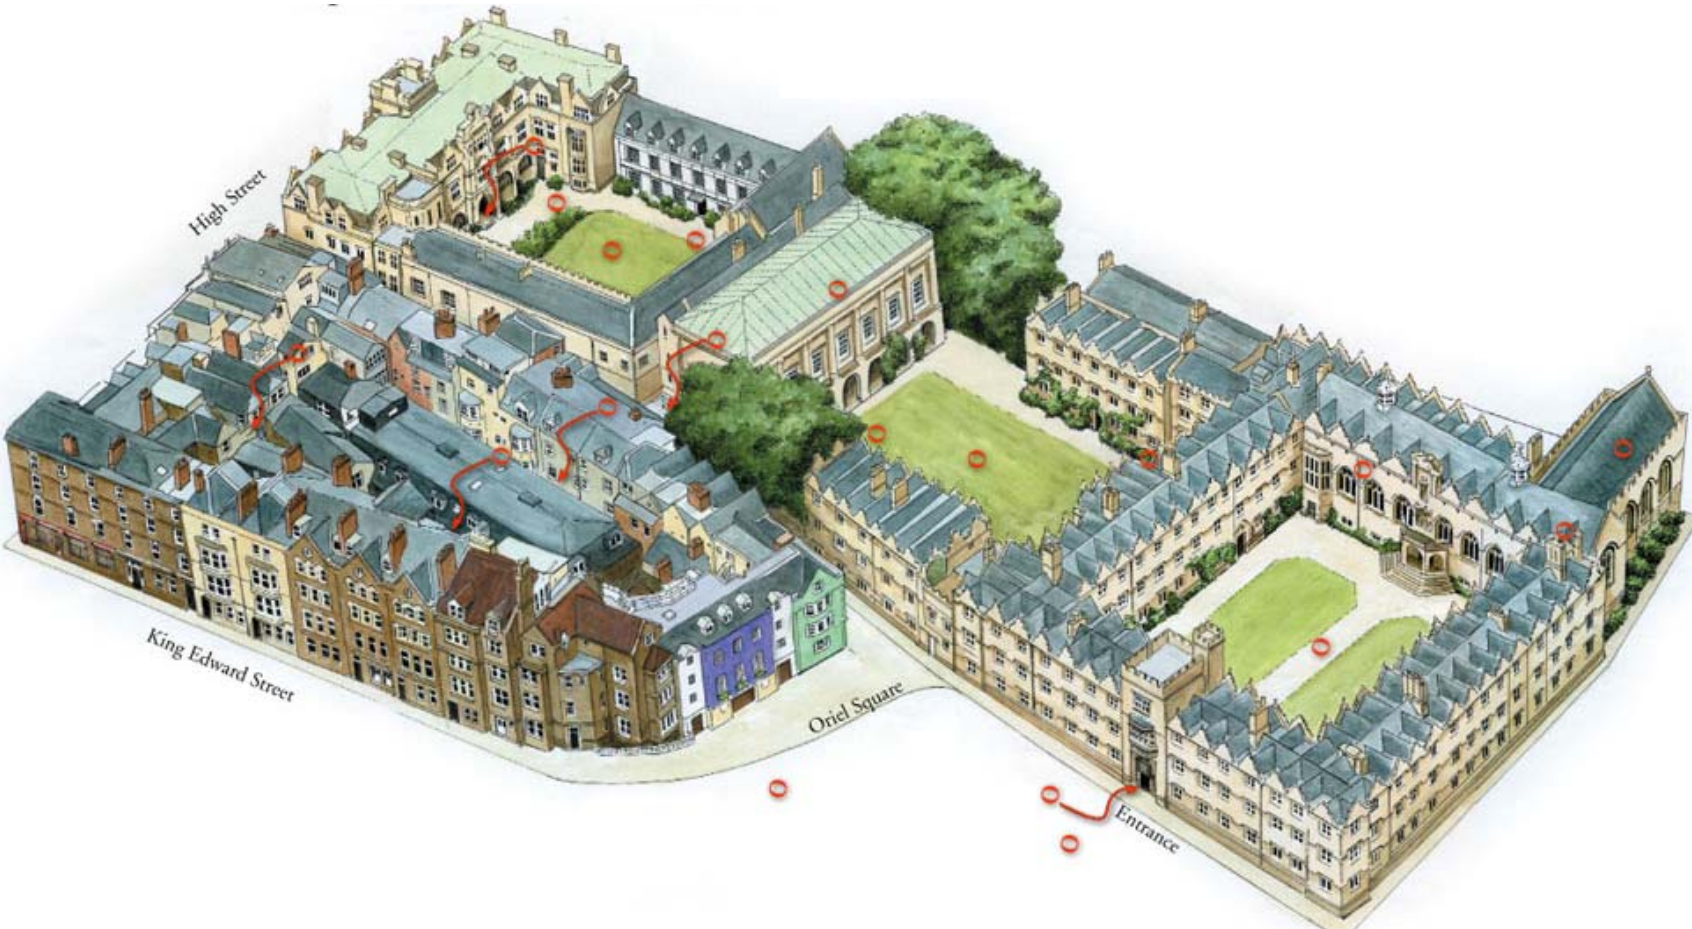 High Street
King Edward Street
Oriel Square
Entrance